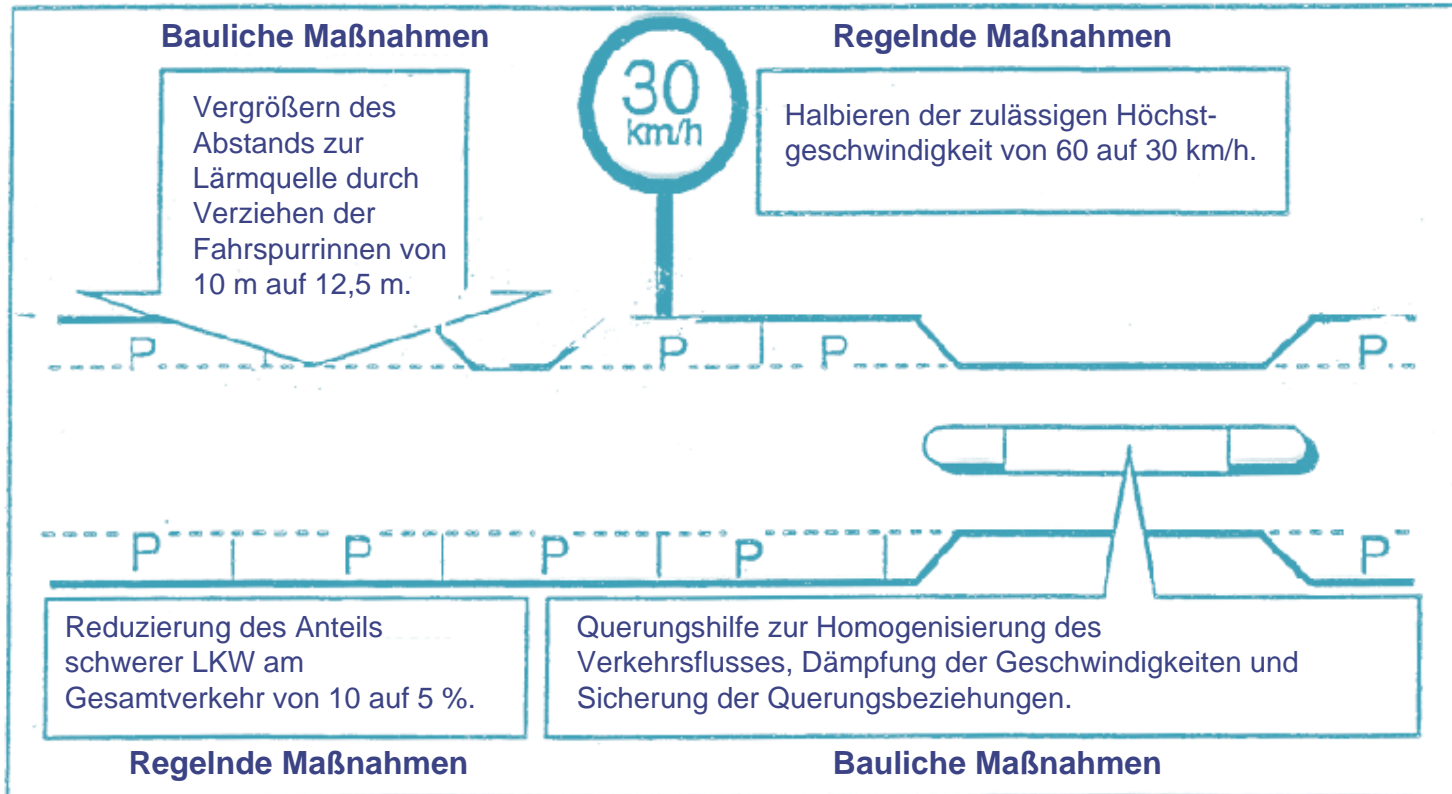 Bauliche Maßnahmen
Regelnde Maßnahmen
Vergrößern des
Abstands zur
Lärmquelle durch
Verziehen der
Fahrspurrinnen von
10 m auf 12,5 m.
30
km/h
Halbieren der zulässigen Höchst-
geschwindigkeit von 60 auf 30 km/h.
P P P P
P P P P P
Reduzierung des Anteils
schwerer LKW am
Gesamtverkehr von 10 auf 5 %.
Querungshilfe zur Homogenisierung des
Verkehrsflusses, Dämpfung der Geschwindigkeiten und
Sicherung der Querungsbeziehungen.
Regelnde Maßnahmen
Bauliche Maßnahmen